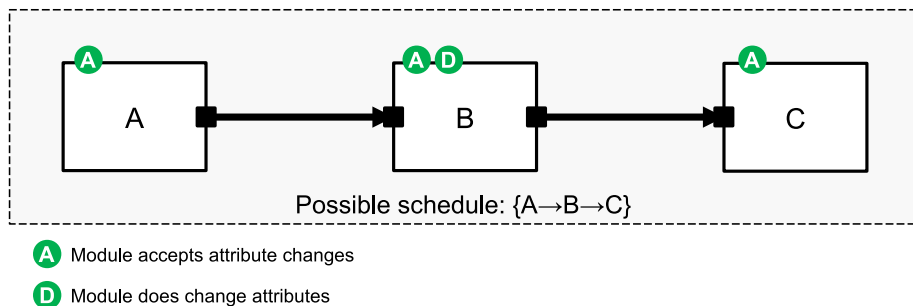 A
A D
A
A
B
C
Possible schedule: {A→B→C}
A Module accepts attribute changes
D Module does change attributes